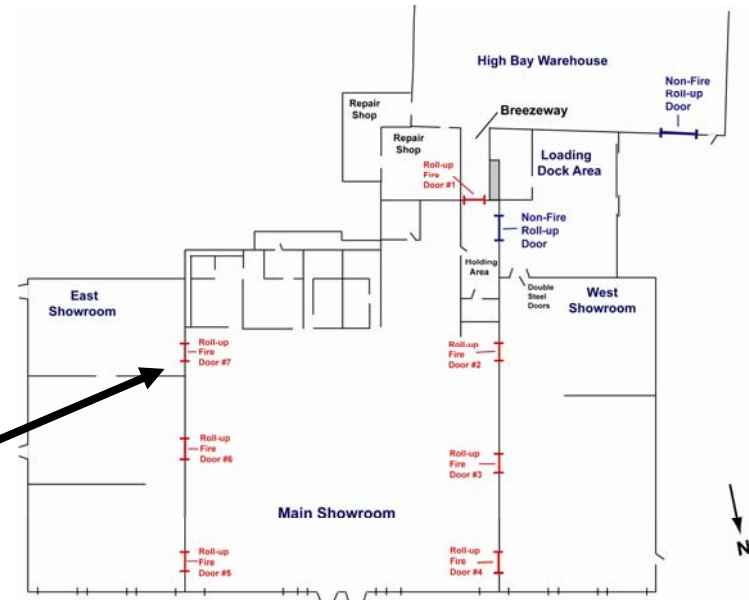 High Bay Warehouse
Non-Fire
Roll-up
Door
Repair
Shop
Breezeway
Repair
Shop
Loading
Dock Area
Roll-up
Fire
Door #1
Non-Fire
Roll-up
Door
Holding
Area
Double
Steel
Doors
East
Showroom
West
Showroom
Roll-up
Fire
Door #7
Roll-up
Fire
Door #2
Roll-up
Fire
Door #6
Roll-up
Fire
Door #3
Main Showroom
Roll-up
Fire
Door #5
Roll-up
Fire
Door #4
N